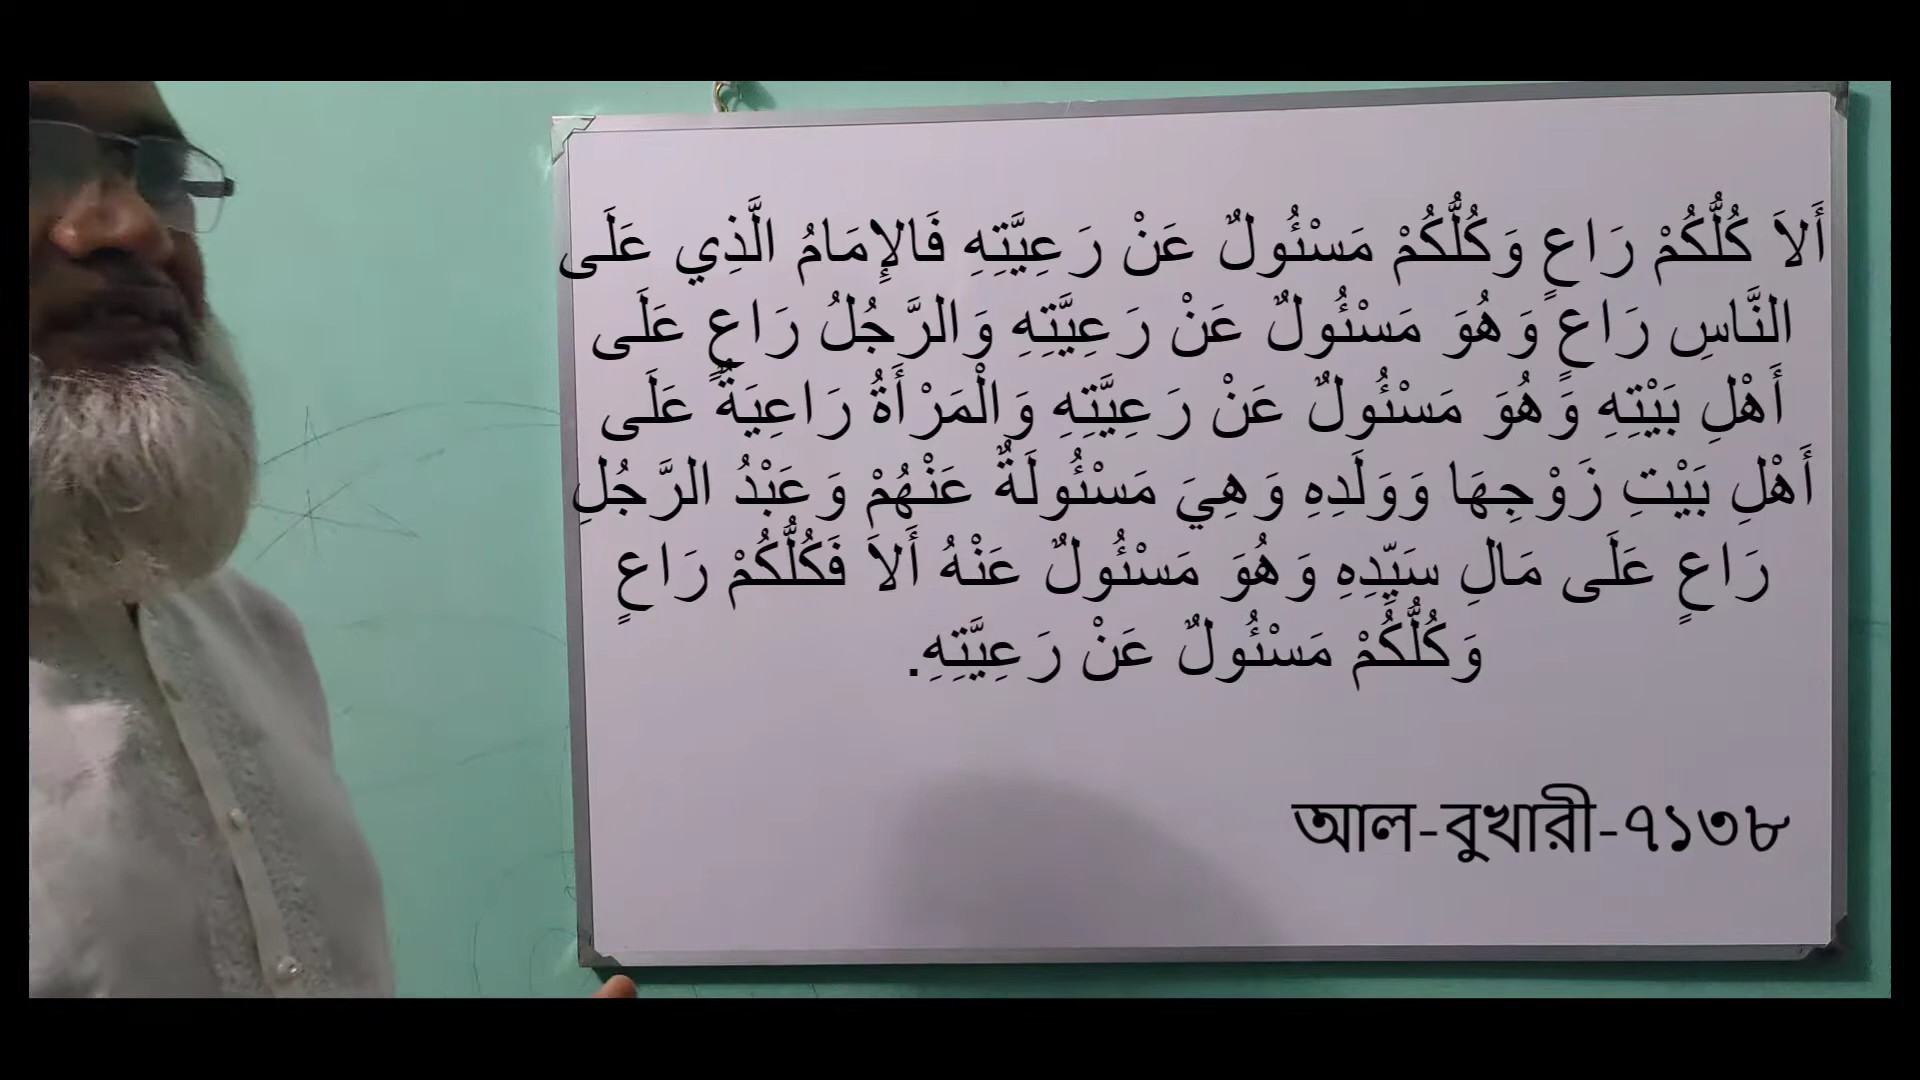 أَلاَ كُلُّكُمْ رَاعٍ وَكُلُّكُمْ مَسْئُولٌ عَنْ رَعِيَّتِهِ فَالإِمَامُ الَّذِي عَلَى
النَّاسِ رَاعٍ وَهُوَ مَسْئُولٌ عَنْ رَعِيَّتِهِ وَالرَّجُلُ رَاعٍ عَلَى
أَهْلِ بَيْتِهِ وَهُوَ مَسْئُولٌ عَنْ رَعِيَّتِهِ وَالْمَرْأَةُ رَاعِيَةٌ عَلَى
أَهْلِ بَيْتِ زَوْجِهَا وَوَلَدِهِ وَهِيَ مَسْئُولَةٌ عَنْهُمْ وَعَبْدُ الرَّجُلِ
رَاعٍ عَلَى مَالِ سَيِّدِهِ وَهُوَ مَسْئُولٌ عَنْهُ أَلاَ فَكُلُّكُمْ رَاعٍ
وَكُلُّكُمْ مَسْئُولٌ عَنْ رَعِيَّتِهِ.
আল-বুখারী-৭১৩৮